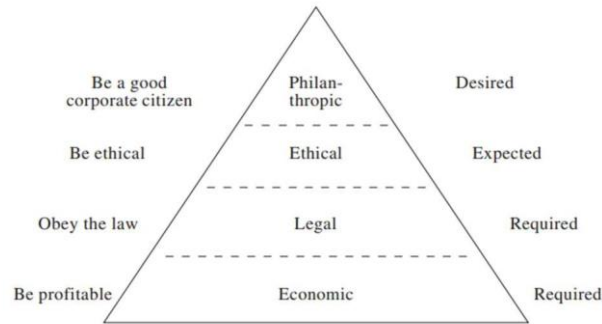 Be a good
corporate citizen
Philan-
thropic
Desired
Be ethical
Ethical
Expected
Obey the law
Legal
Required
Be profitable
Economic
Required